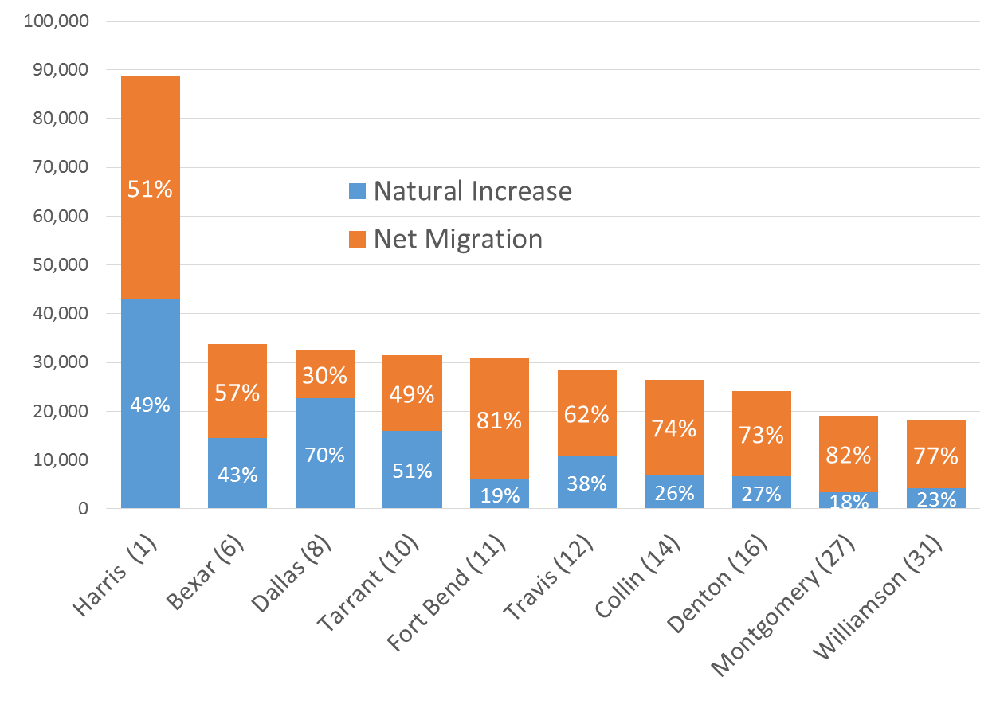 100,000
90,000
80,000
70,000
60,000
50,000
40,000
30,000
20,000
10,000
0
Natural Increase
Net Migration
51%
49%
57%
43%
30%
70%
49%
51%
81%
19%
62%
38%
74%
26%
73%
27%
82%
18%
77%
23%
Harris (1)
Bexar (6)
Dallas (8)
Tarrant (10)
Fort Bend (11)
Travis (12)
Collin (14)
Denton (16)
Montgomery (27)
Williamson (31)